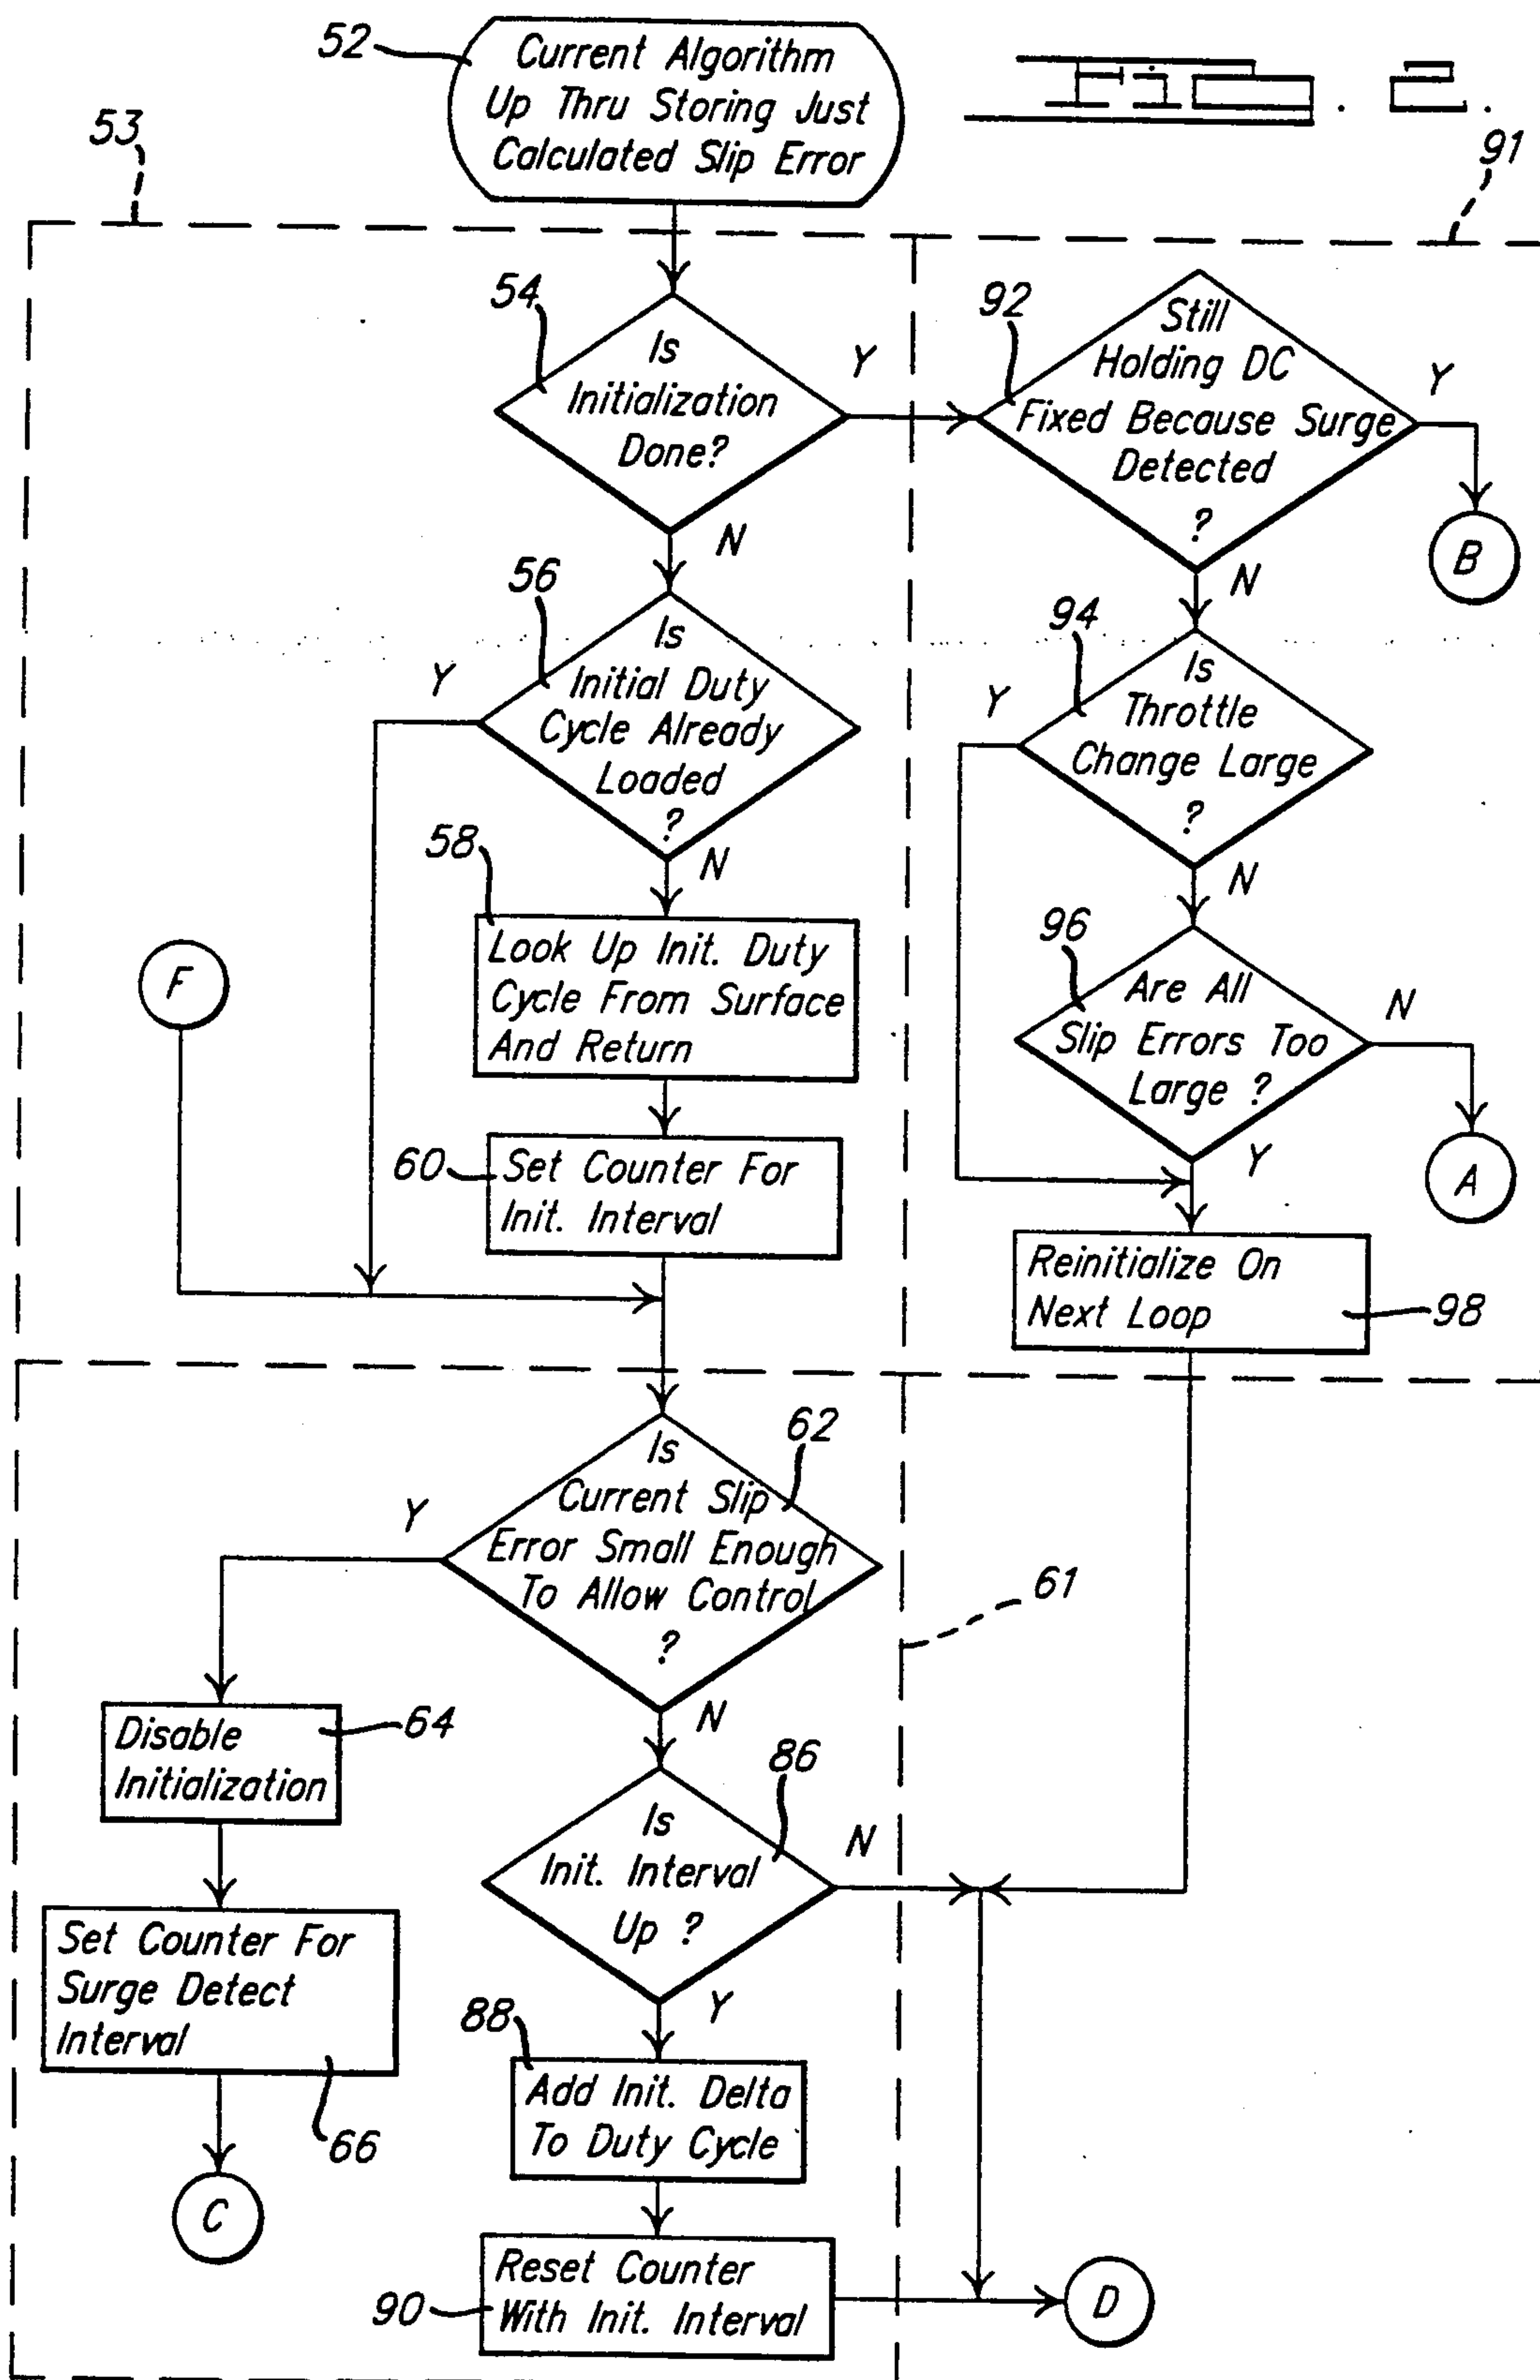 52
Current Algorithm
Up Thru Storing Just
Calculated Slip Error
Fig. 2.
53
91
54
Is
Initialization
Done?
Y
N
92
Still
Holding DC
Fixed Because Surge
Detected
?
Y
N
B
56
Is
Initial Duty
Cycle Already
Loaded
?
Y
N
94
Is
Throttle
Change Large
?
Y
N
58
Look Up Init. Duty
Cycle From Surface
And Return
F
96
Are All
Slip Errors Too
Large ?
N
Y
A
60
Set Counter For
Init. Interval
Reinitialize On
Next Loop
98
62
Is
Current Slip
Error Small Enough
To Allow Control
?
Y
N
61
64
Disable
Initialization
86
Is
Init. Interval
Up ?
N
Y
Set Counter For
Surge Detect
Interval
66
C
88
Add Init. Delta
To Duty Cycle
90
Reset Counter
With Init. Interval
D